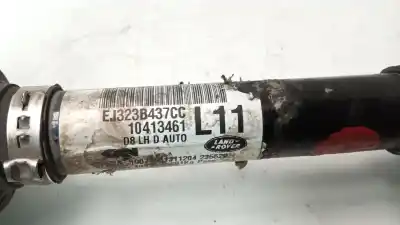 EJ323B437CC
10413461
D8 LH D AUTO
L11
LAND
ROVER